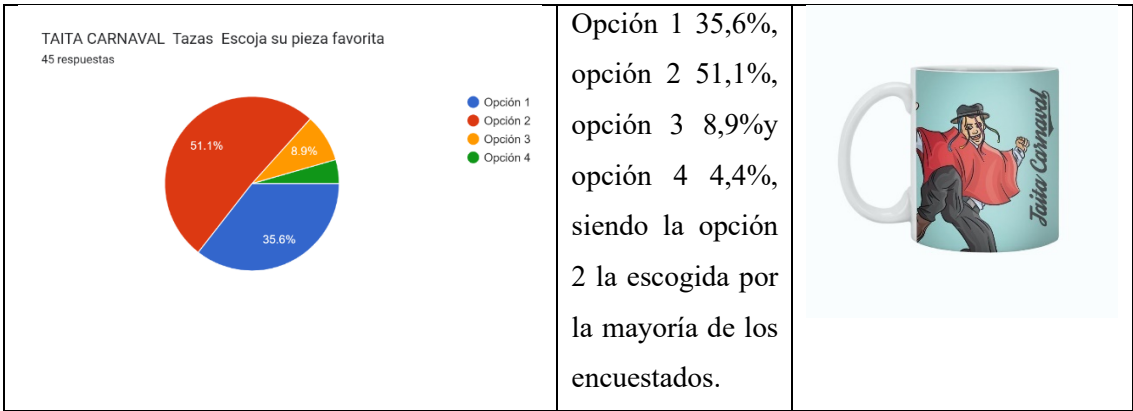 TAITA CARNAVAL Tazas Escoja su pieza favorita
45 respuestas
Opción 1
Opción 2
Opción 3
Opción 4
51.1%
8.9%
35.6%
Opción 1 35,6%,
opción 2 51,1%,
opción 3 8,9%y
opción 4 4,4%,
siendo la opción
2 la escogida por
la mayoría de los
encuestados.
Taita Carnaval